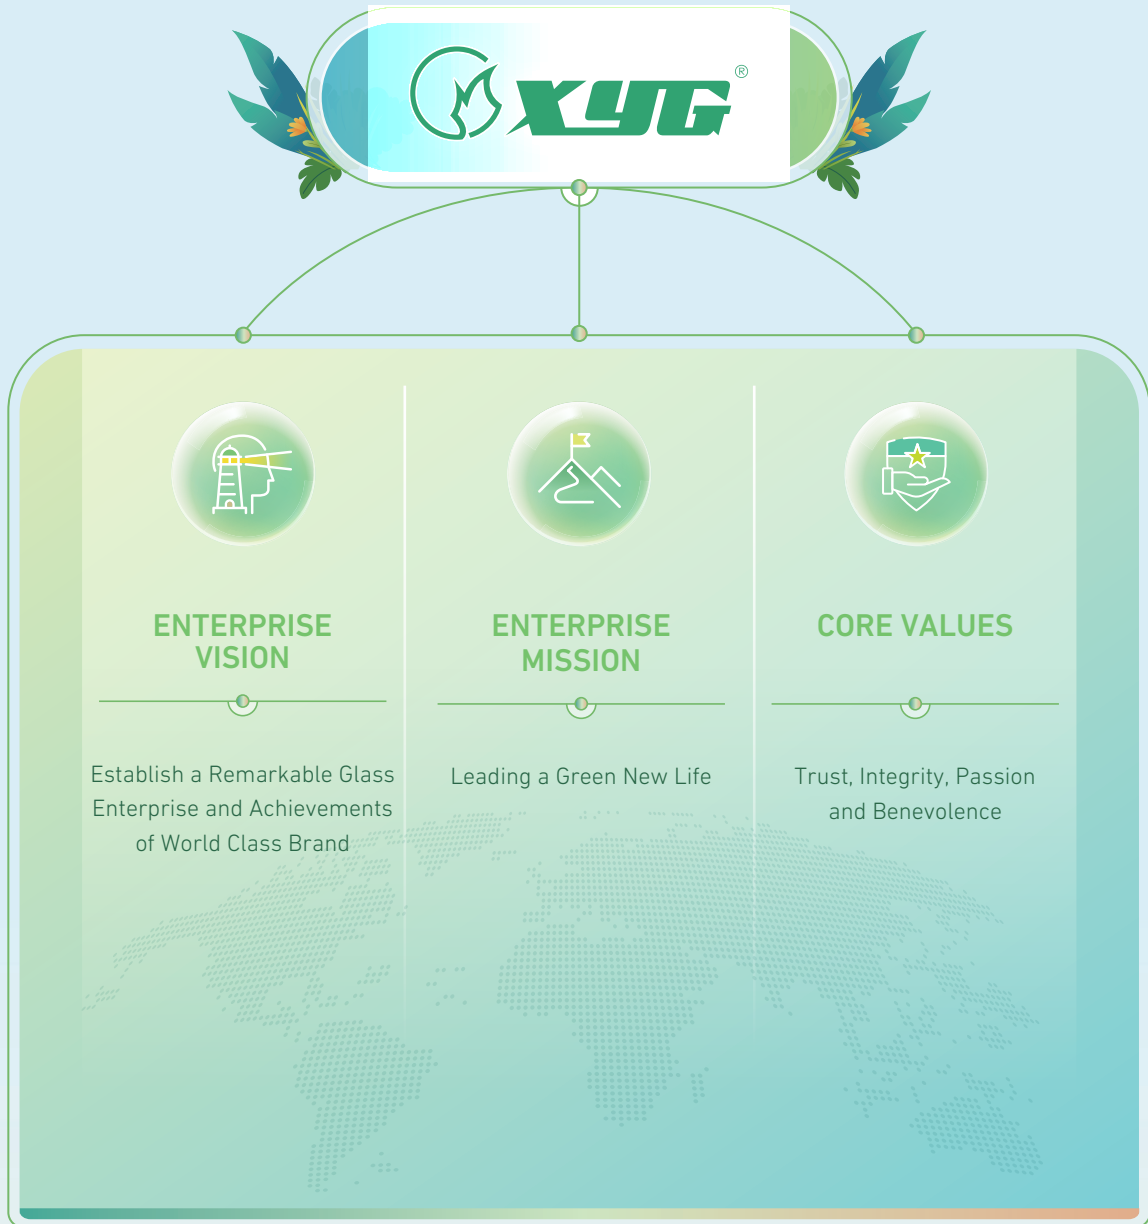 XYG®
ENTERPRISE
VISION
Establish a Remarkable Glass
Enterprise and Achievements
of World Class Brand
ENTERPRISE
MISSION
Leading a Green New Life
CORE VALUES
Trust, Integrity, Passion
and Benevolence